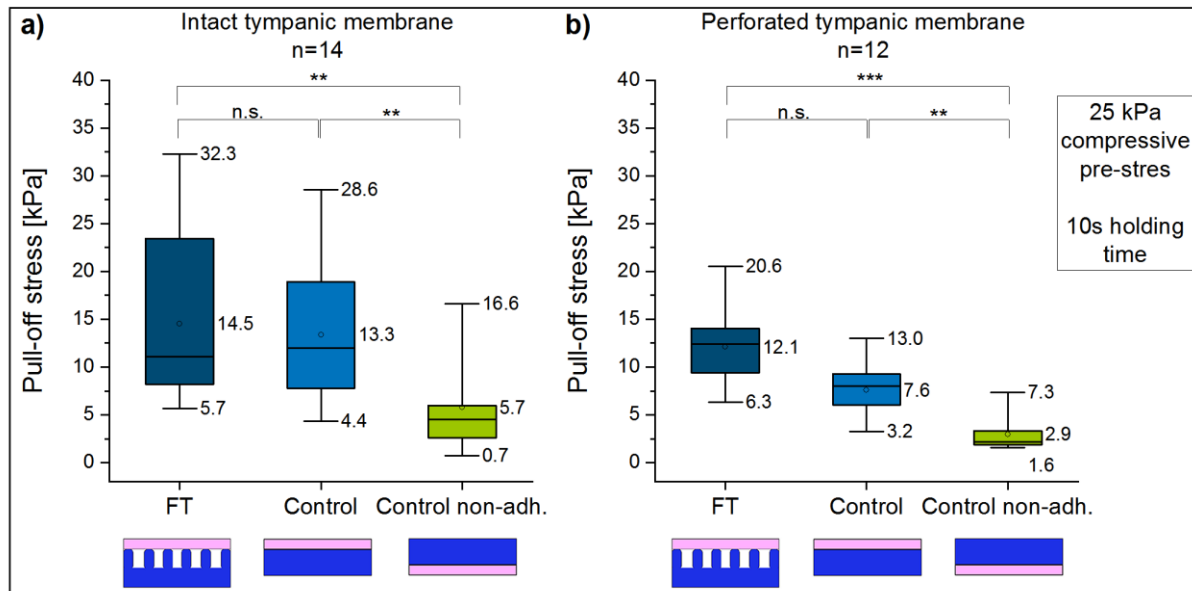 a)
Intact tympanic membrane
n=14
Pull-off stress [kPa]
40
35
30
25
20
15
10
5
0
**
n.s.
**
32.3
14.5
5.7
28.6
13.3
4.4
16.6
5.7
0.7
FT
Control
Control non-adh.
b)
Perforated tympanic membrane
n=12
Pull-off stress [kPa]
40
35
30
25
20
15
10
5
0
***
n.s.
**
20.6
12.1
6.3
13.0
7.6
3.2
7.3
2.9
1.6
FT
Control
Control non-adh.
25 kPa
compressive
pre-stres
10s holding
time